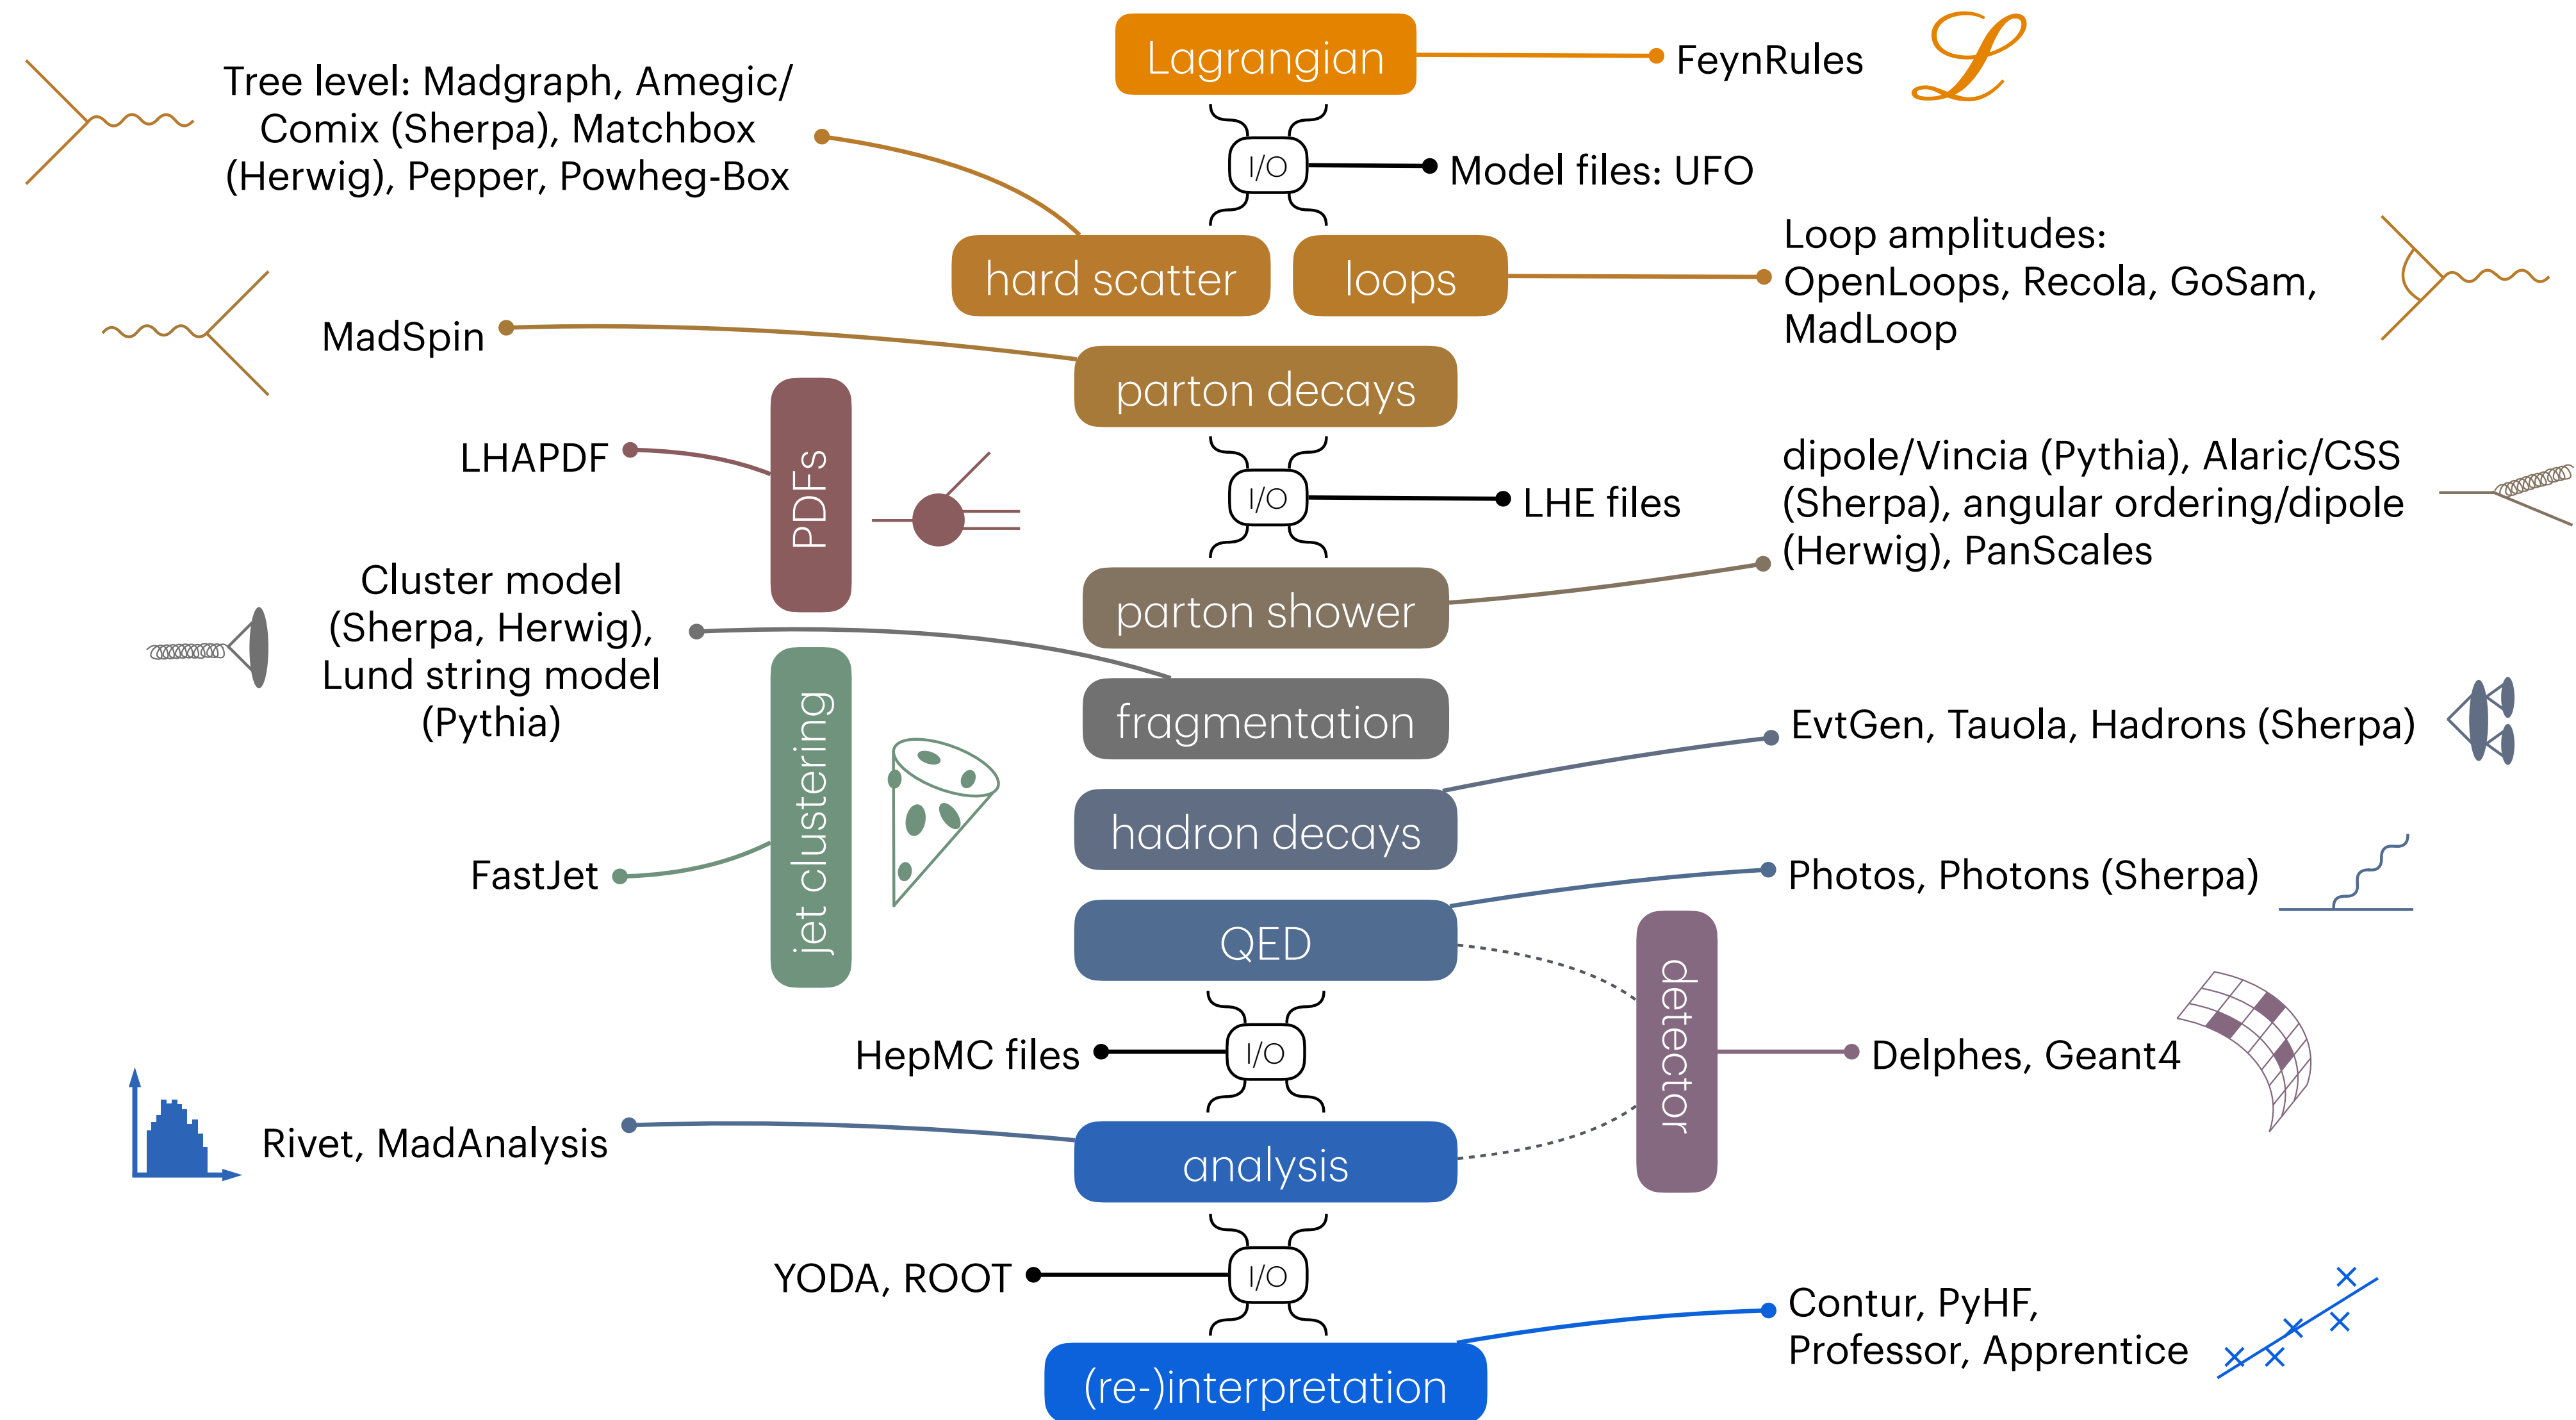 Lagrangian
FeynRules
ℒ
Tree level: Madgraph, Amegic/
Comix (Sherpa), Matchbox
(Herwig), Pepper, Powheg-Box
I/O
Model files: UFO
hard scatter
loops
Loop amplitudes:
OpenLoops, Recola, GoSam,
MadLoop
MadSpin
parton decays
LHAPDF
PDFs
I/O
LHE files
dipole/Vincia (Pythia), Alaric/CSS
(Sherpa), angular ordering/dipole
(Herwig), PanScales
parton shower
Cluster model
(Sherpa, Herwig),
Lund string model
(Pythia)
fragmentation
jet clustering
FastJet
EvtGen, Tauola, Hadrons (Sherpa)
hadron decays
Photos, Photons (Sherpa)
QED
detector
Delphes, Geant4
HepMC files
I/O
Rivet, MadAnalysis
analysis
YODA, ROOT
I/O
Contur, PyHF,
Professor, Apprentice
(re-)interpretation